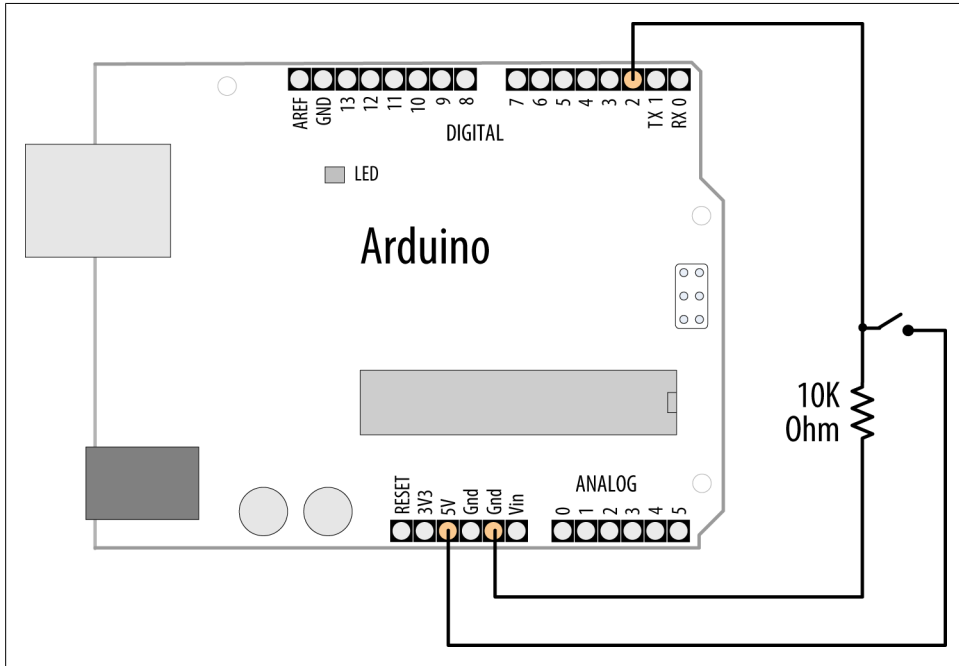 AREF
GND
13
12
11
10
9
8
7
6
5
4
3
2
TX 1
RX 0
DIGITAL
LED
Arduino
10K
Ohm
RESET
3V3
5V
Gnd
Gnd
Vin
ANALOG
0
1
2
3
4
5